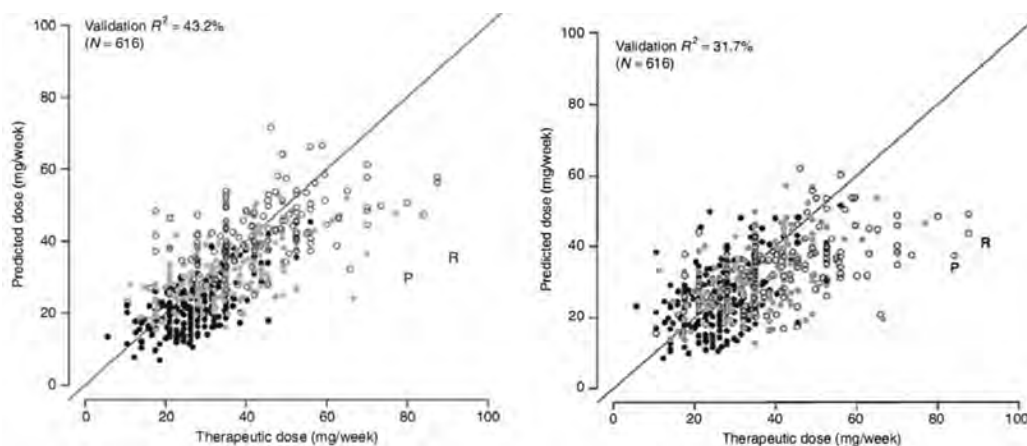 Validation R² = 43.2%
(N = 616)
Predicted dose (mg/week)
100
80
60
40
20
0
R
P
0 20 40 60 80 100
Therapeutic dose (mg/week)
Validation R² = 31.7%
(N = 616)
Predicted dose (mg/week)
100
80
60
40
20
0
R
P
0 20 40 60 80 100
Therapeutic dose (mg/week)